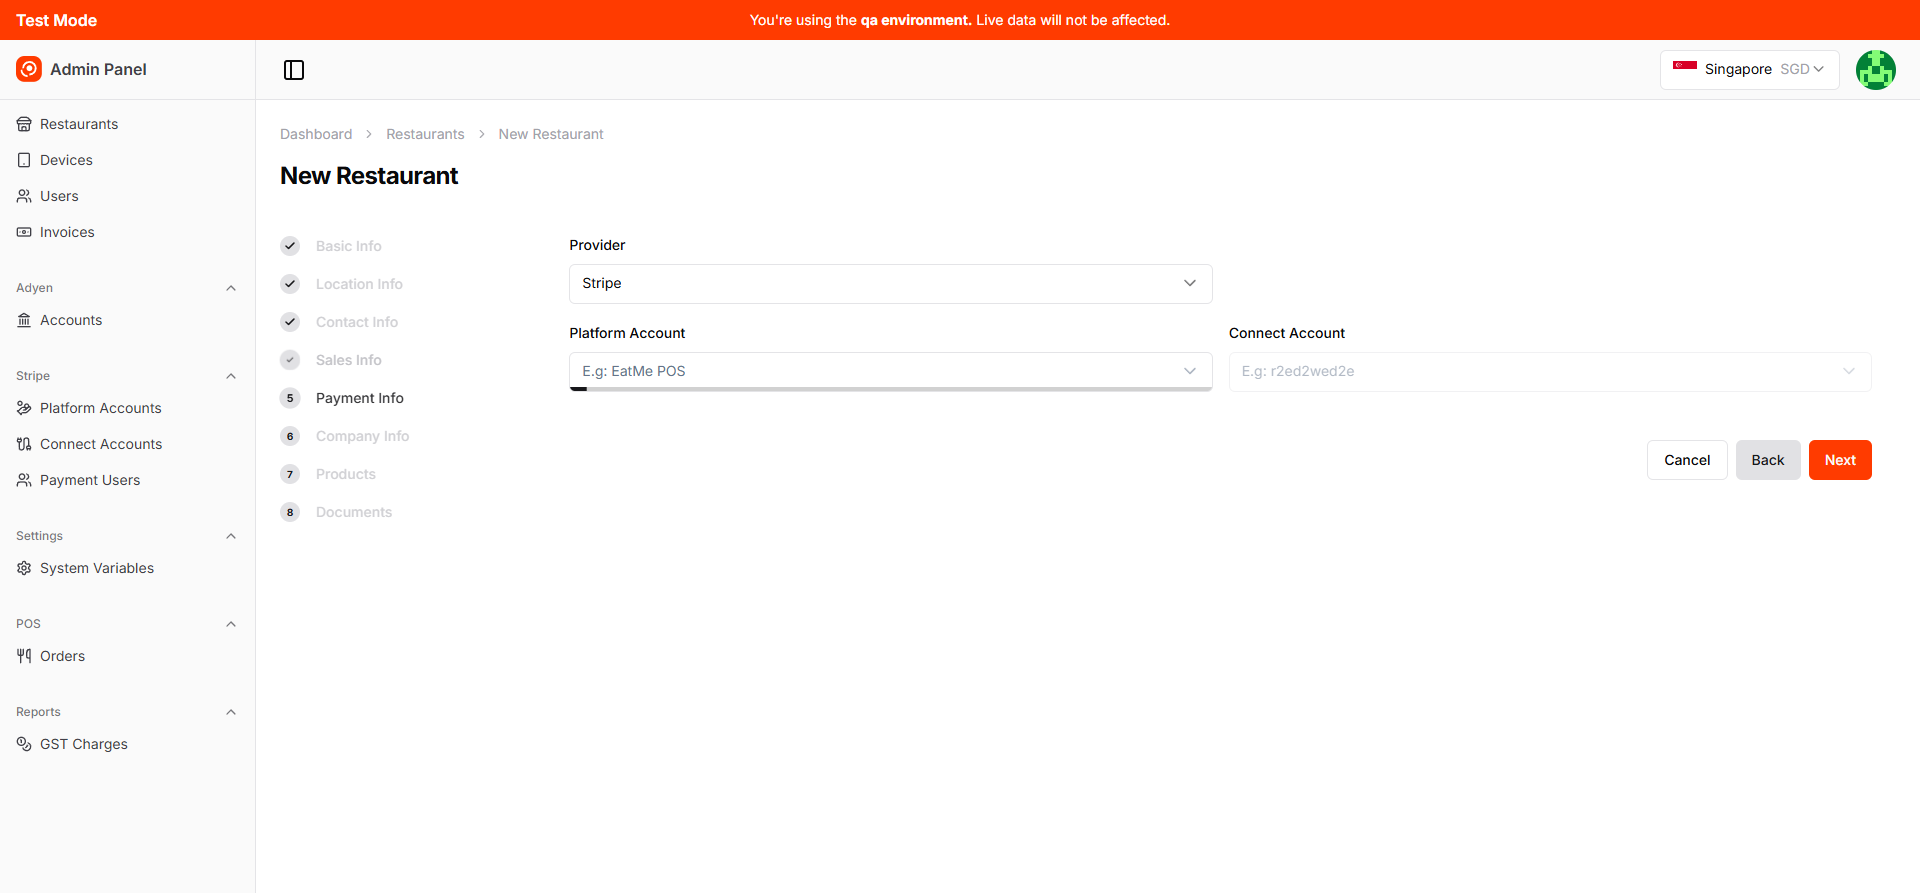 Test Mode
You're using the qa environment. Live data will not be affected.
Admin Panel
Singapore SGD
Restaurants
Devices
Users
Invoices
Adyen
Accounts
Stripe
Platform Accounts
Connect Accounts
Payment Users
Settings
System Variables
POS
Orders
Reports
GST Charges
Dashboard > Restaurants > New Restaurant
New Restaurant
Basic Info
Location Info
Contact Info
Sales Info
5 Payment Info
6 Company Info
7 Products
8 Documents
Provider
Stripe
Platform Account
E.g: EatMe POS
Connect Account
E.g: r2ed2wed2e
Cancel
Back
Next